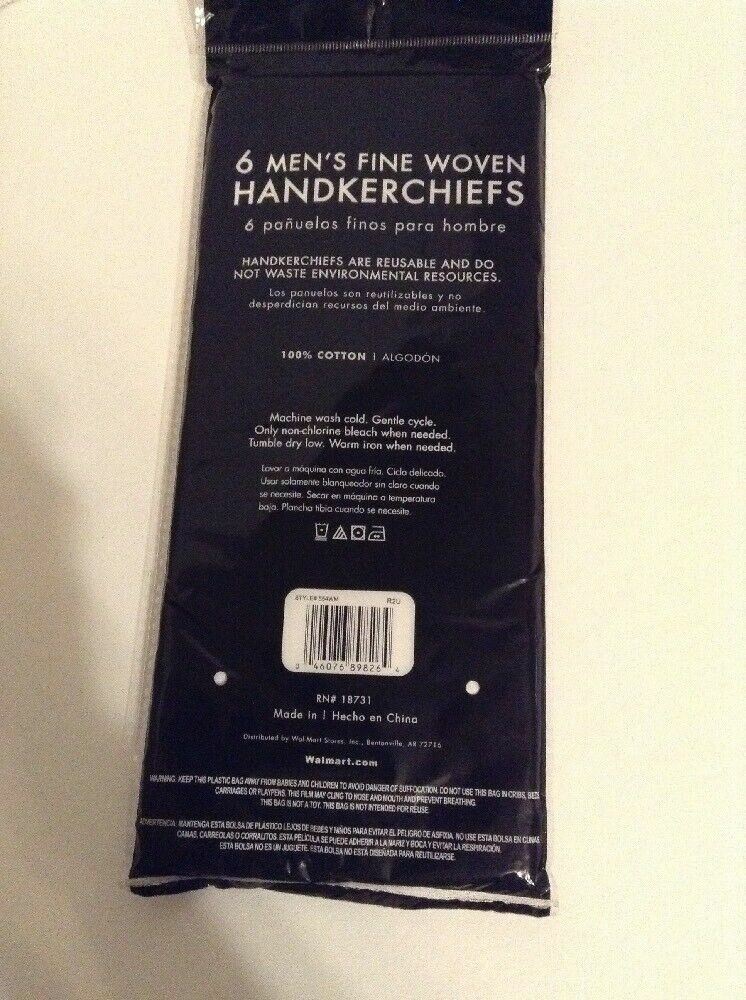 6 MEN'S FINE WOVEN
HANDKERCHIEFS
6 pañuelos finos para hombre
HANDKERCHIEFS ARE REUSABLE AND DO
NOT WASTE ENVIRONMENTAL RESOURCES.
Los panuelos son reutilizables y no
desperdician recursos del medio ambiente.
100% COTTON | ALGODÓN
Machine wash cold. Gentle cycle.
Only non-chlorine bleach when needed.
Tumble dry low. Warm iron when needed.
Lavar a máquina con agua fría. Ciclo delicado.
Usar solamente blanqueador sin cloro cuando
se necesite. Secar en máquina a temperatura
baja. Plancha tibia cuando se necesite.
STYLE# R2U
0 46076 89826 4
RN# 18731
Made in | Hecho en China
Distributed by Wal-Mart Stores, Inc., Bentonville, AR 72716
Walmart.com
WARNING: KEEP THIS PLASTIC BAG AWAY FROM BABIES AND CHILDREN TO AVOID DANGER OF SUFFOCATION. DO NOT USE THIS BAG IN CRIBS, BEDS,
CARRIAGES OR PLAYPENS. THIS FILM MAY CLING TO NOSE AND MOUTH AND PREVENT BREATHING.
THIS BAG IS NOT A TOY. THIS BAG IS NOT INTENDED FOR REUSE.
ADVERTENCIA: MANTENGA ESTA BOLSA DE PLASTICO LEJOS DE BEBES Y NIÑOS PARA EVITAR EL PELIGRO DE ASFIXIA. NO USE ESTA BOLSA EN CUNAS,
CAMAS, CARREOLAS O CORRALITOS. ESTA PELICULA SE PUEDE ADHERIR A LA NARIZ Y BOCA Y EVITAR LA RESPIRACIÓN.
ESTA BOLSA NO ES UN JUGUETE. ESTA BOLSA NO ESTA DISEÑADA PARA REUTILIZARSE.